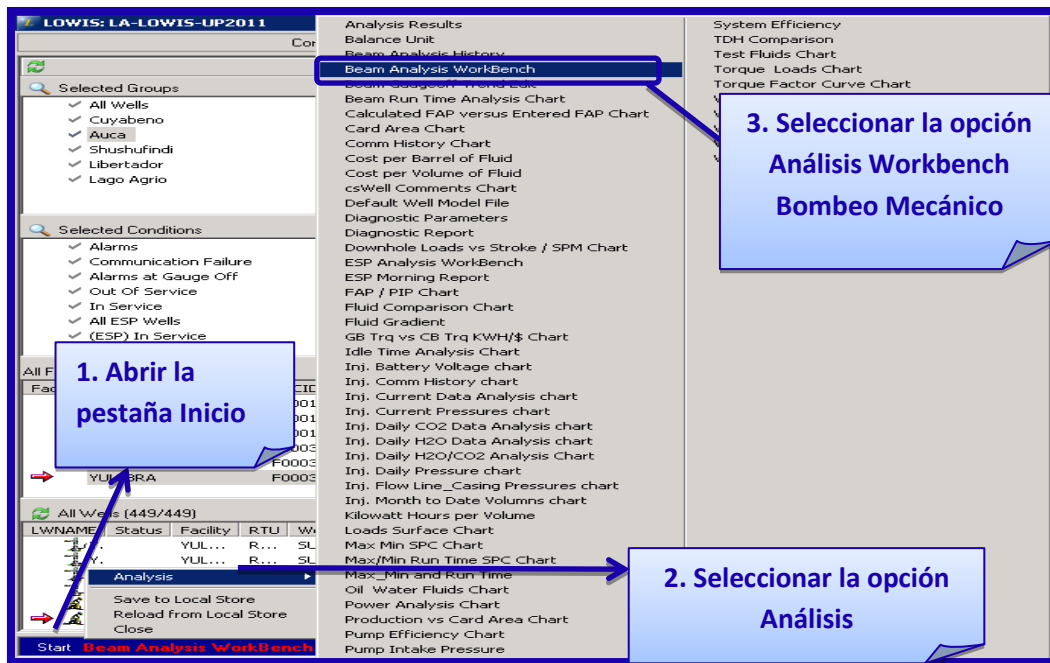 LOWIS: LA-LOWIS-UP2011
Selected Groups
All Wells
Cuyabeno
Auca
Shushufindi
Libertador
Lago Agrio
Selected Conditions
Alarms
Communication Failure
Alarms at Gauge Off
Out Of Service
In Service
All ESP Wells
(ESP) In Service
1. Abrir la
pestaña Inicio
F0003
All Wells (449/449)
LWNAME Status Facility RTU
YUL... R... SL
YUL... R... SL
Analysis
Save to Local Store
Reload from Local Store
Close
Start Beam Analysis WorkBench
Analysis Results
Balance Unit
Beam Analysis History
Beam Analysis WorkBench
Beam Gaugeoff Trend Edit
Beam Run Time Analysis Chart
Calculated FAP versus Entered FAP Chart
Card Area Chart
Comm History Chart
Cost per Barrel of Fluid
Cost per Volume of Fluid
csWell Comments Chart
Default Well Model File
Diagnostic Parameters
Diagnostic Report
Downhole Loads vs Stroke / SPM Chart
ESP Analysis WorkBench
ESP Morning Report
FAP / PIP Chart
Fluid Comparison Chart
Fluid Gradient
GB Trq vs CB Trq KWH/$ Chart
Idle Time Analysis Chart
Inj. Battery Voltage chart
Inj. Comm History chart
Inj. Current Data Analysis chart
Inj. Current Pressures chart
Inj. Daily CO2 Data Analysis chart
Inj. Daily H2O Data Analysis chart
Inj. Daily H2O/CO2 Analysis Chart
Inj. Daily Pressure chart
Inj. Flow Line_Casing Pressures chart
Inj. Month to Date Volumns chart
Kilowatt Hours per Volume
Loads Surface Chart
Max Min SPC Chart
Max/Min Run Time SPC Chart
Max_Min and Run Time
Oil Water Fluids Chart
Power Analysis Chart
Production vs Card Area Chart
Pump Efficiency Chart
Pump Intake Pressure
System Efficiency
TDH Comparison
Test Fluids Chart
Torque Loads Chart
Torque Factor Curve Chart
3. Seleccionar la opción
Análisis Workbench
Bombeo Mecánico
2. Seleccionar la opción
Análisis